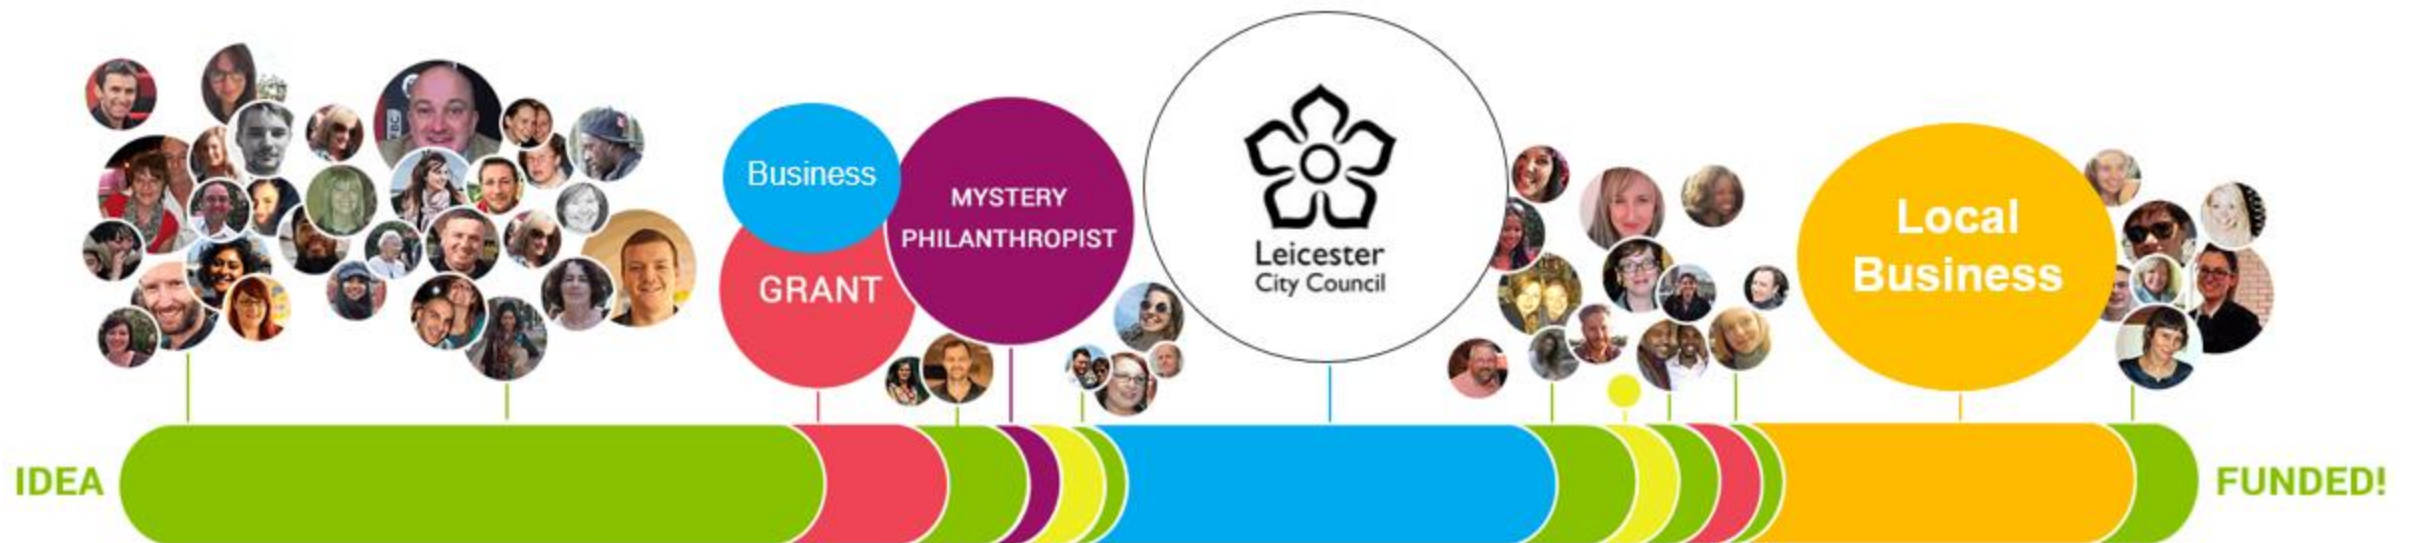 IDEA
Business
GRANT
MYSTERY
PHILANTHROPIST
Leicester
City Council
Local
Business
FUNDED!